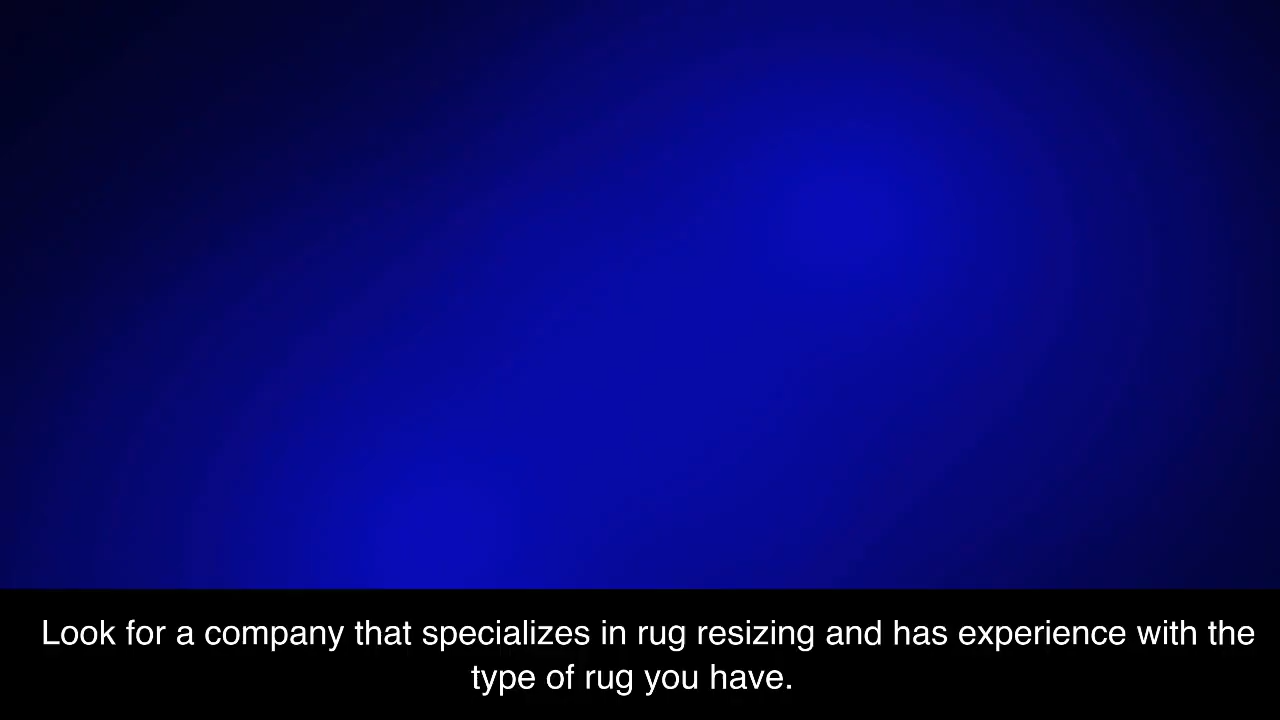 Look for a company that specializes in rug resizing and has experience with the
type of rug you have.